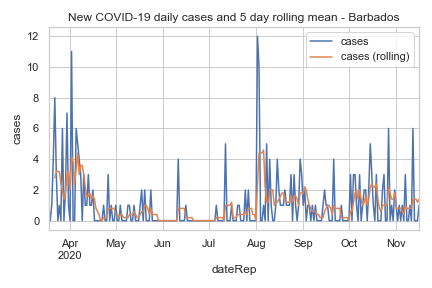 New COVID-19 daily cases and 5 day rolling mean - Barbados
cases
cases (rolling)
12
10
8
6
4
2
0
cases
Apr
2020
May
Jun
Jul
Aug
Sep
Oct
Nov
dateRep